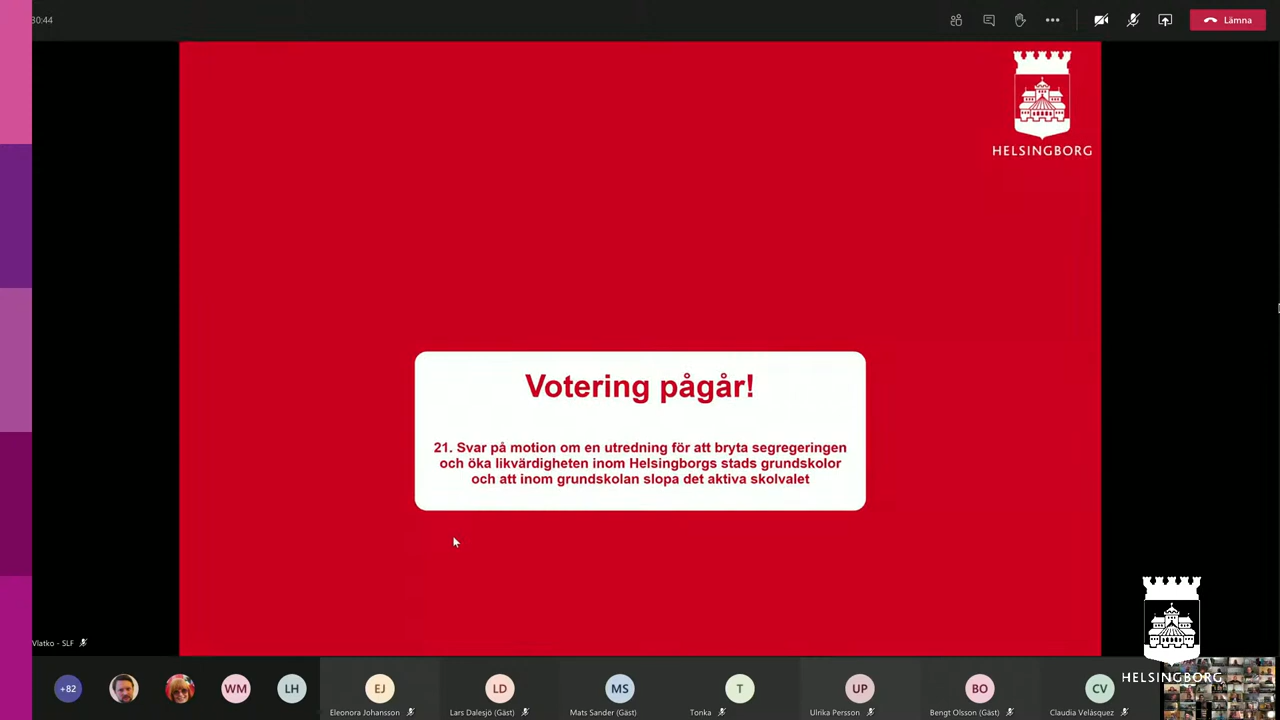 30:44
Lämna
HELSINGBORG
Votering pågår!
21. Svar på motion om en utredning för att bryta segregeringen
och öka likvärdigheten inom Helsingborgs stads grundskolor
och att inom grundskolan slopa det aktiva skolvalet
Vlatko - SLF
+82
WM
LH
EJ
Eleonora Johansson
LD
Lars Dalesjö (Gäst)
MS
Mats Sander (Gäst)
T
Tonka
UP
Ulrika Persson
BO
Bengt Olsson (Gäst)
CV
Claudia Velásquez
HELSINGBORG